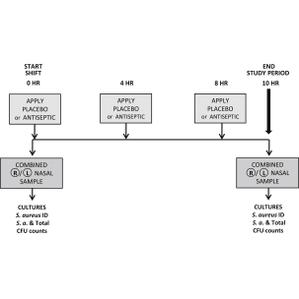 START
SHIFT
0 HR
4 HR
8 HR
END
STUDY PERIOD
10 HR
APPLY
PLACEBO
or ANTISEPTIC
APPLY
PLACEBO
or ANTISEPTIC
APPLY
PLACEBO
or ANTISEPTIC
COMBINED
R/L NASAL
SAMPLE
COMBINED
R/L NASAL
SAMPLE
CULTURES
S. aureus ID
S. a. & Total
CFU counts
CULTURES
S. aureus ID
S. a. & Total
CFU counts